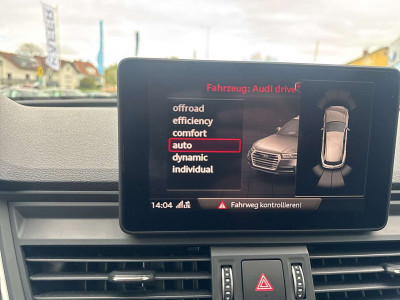 Fahrzeug: Audi drive
offroad
efficiency
comfort
auto
dynamic
individual
14:04
Fahrweg kontrollieren!